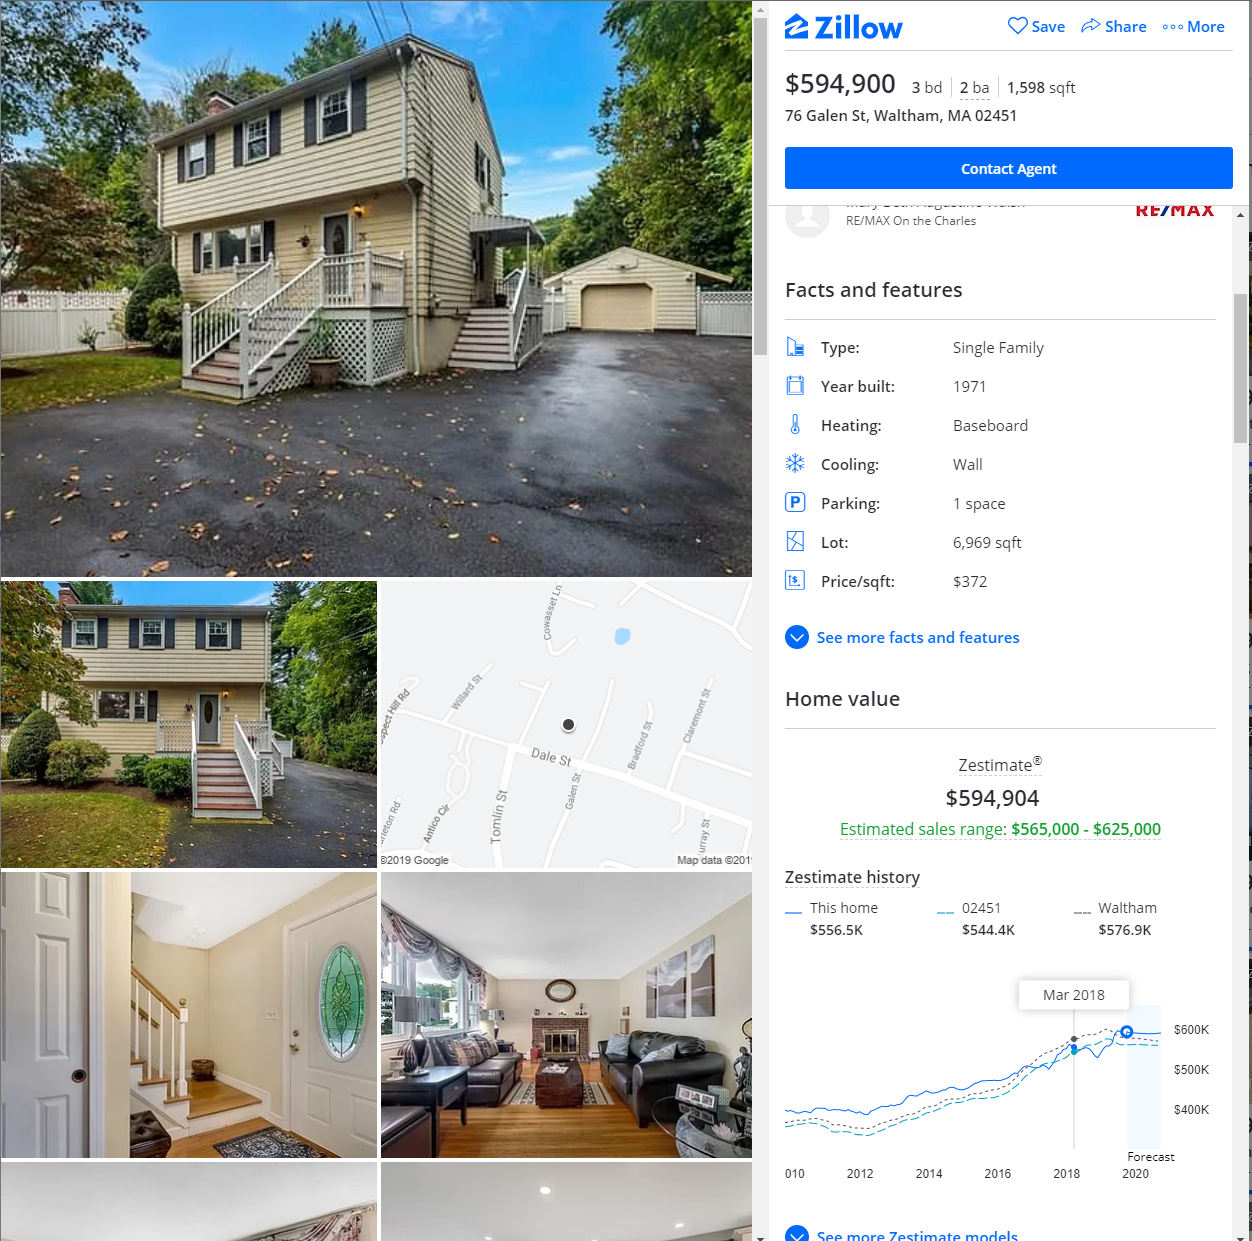 Zillow
Save Share More
$594,900 3 bd 2 ba 1,598 sqft
76 Galen St, Waltham, MA 02451
Contact Agent
RE/MAX On the Charles
RE/MAX
Facts and features
Type: Single Family
Year built: 1971
Heating: Baseboard
Cooling: Wall
P Parking: 1 space
Lot: 6,969 sqft
$ Price/sqft: $372
See more facts and features
Home value
Zestimate®
$594,904
Estimated sales range: $565,000 - $625,000
Zestimate history
This home 02451 Waltham
$556.5K $544.4K $576.9K
Mar 2018
$600K
$500K
$400K
Forecast
010 2012 2014 2016 2018 2020
See more Zestimate models
Cowasset Ln
Willard St
spect Hill Rd
Claremont St
Bradford St
Dale St
Galen St
Tomlin St
Antico Cir
rleton Rd
urray St
©2019 Google
Map data ©201